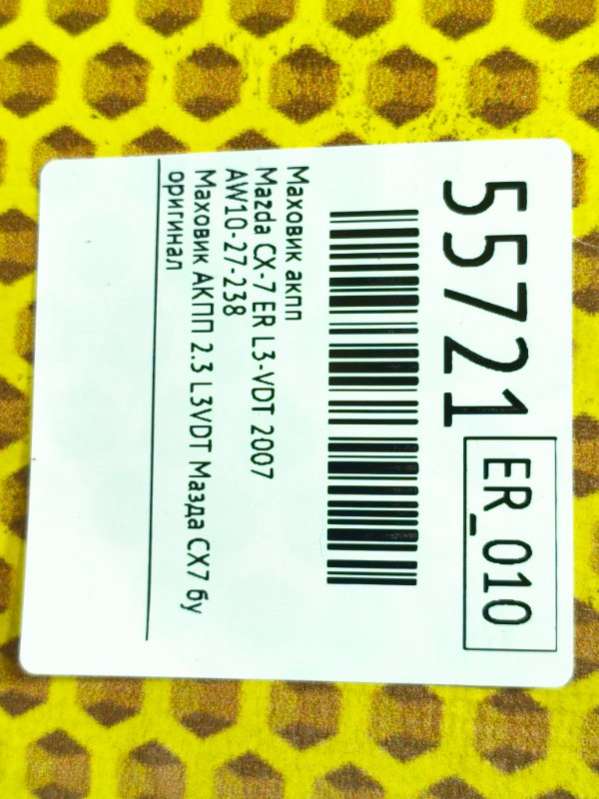 55721
ER_010
Маховик акпп
Mazda CX-7 ER L3-VDT 2007
AW10-27-238
Маховик АКПП 2.3 L3VDT Мазда СХ7 бу
оригинал